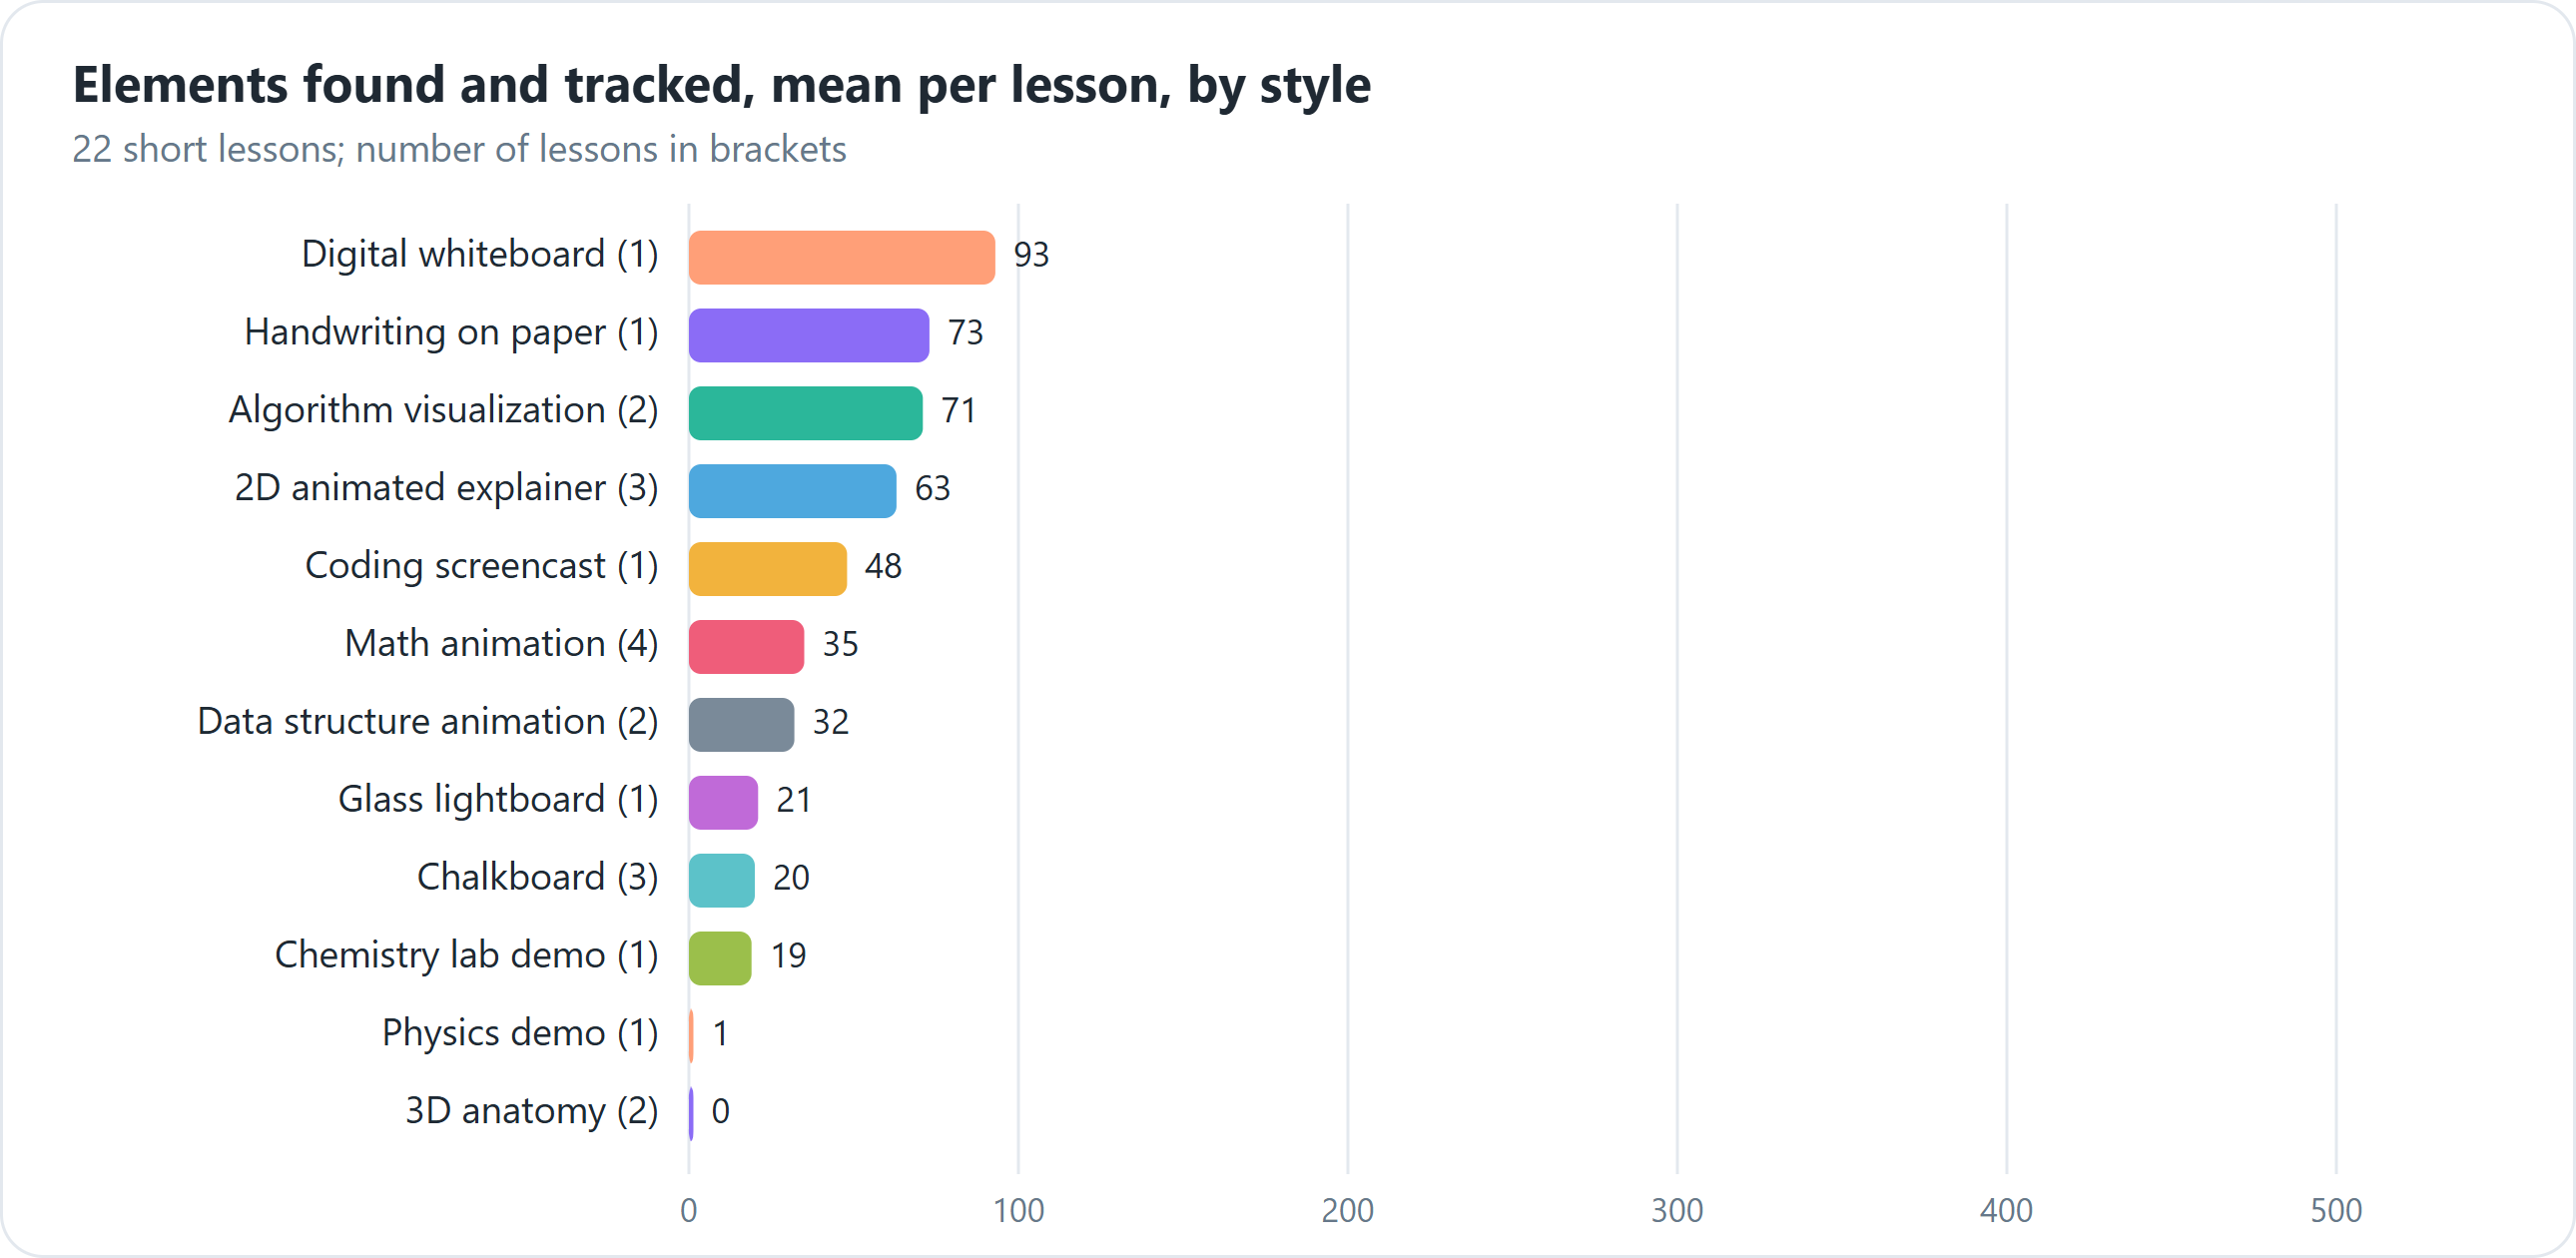 Elements found and tracked, mean per lesson, by style
22 short lessons; number of lessons in brackets
Digital whiteboard (1) 93
Handwriting on paper (1) 73
Algorithm visualization (2) 71
2D animated explainer (3) 63
Coding screencast (1) 48
Math animation (4) 35
Data structure animation (2) 32
Glass lightboard (1) 21
Chalkboard (3) 20
Chemistry lab demo (1) 19
Physics demo (1) 1
3D anatomy (2) 0
0 100 200 300 400 500